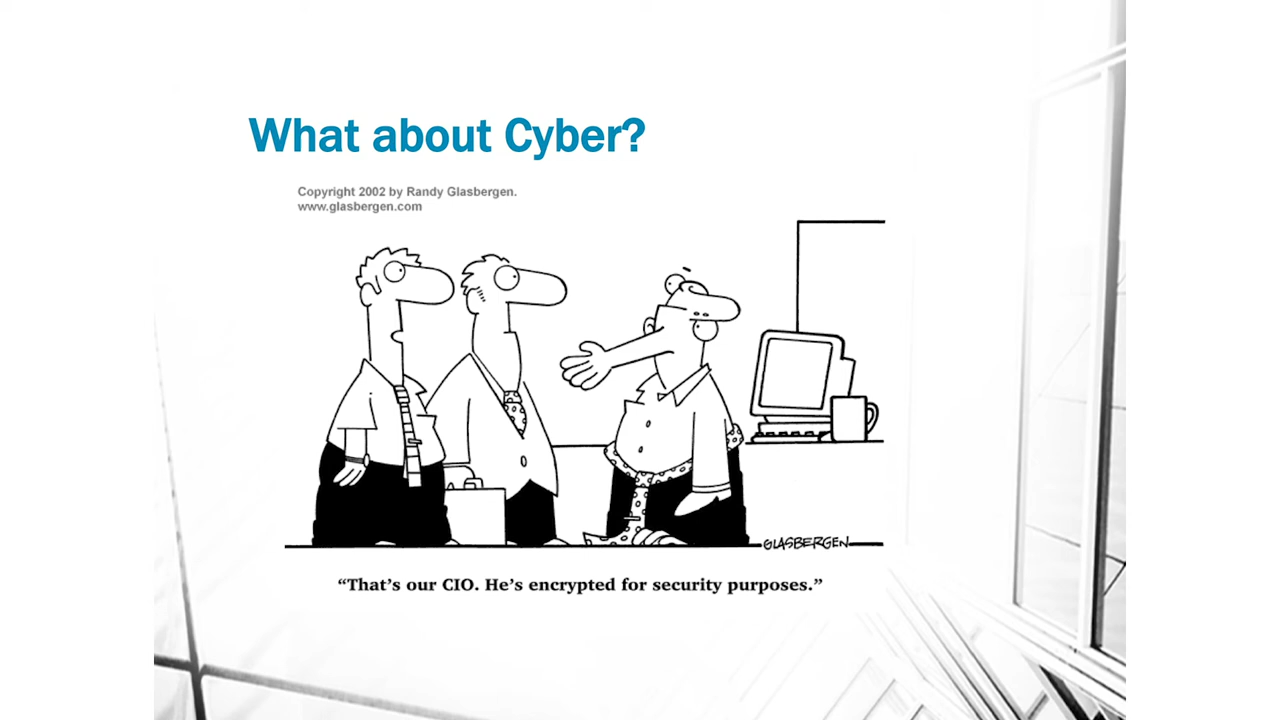 What about Cyber?
Copyright 2002 by Randy Glasbergen.
www.glasbergen.com
GLASBERGEN
“That’s our CIO. He’s encrypted for security purposes.”